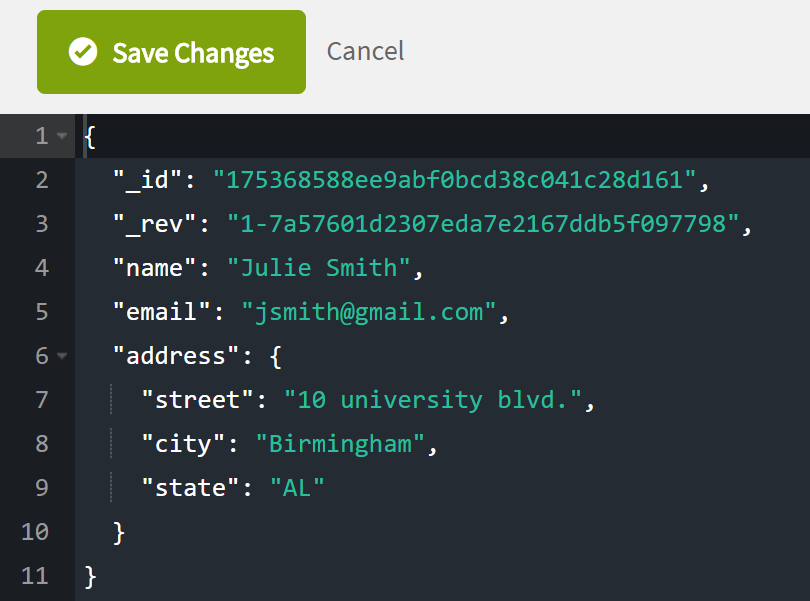 Save Changes Cancel
1 {
2 "_id": "175368588ee9abf0bcd38c041c28d161",
3 "_rev": "1-7a57601d2307eda7e2167ddb5f097798",
4 "name": "Julie Smith",
5 "email": "jsmith@gmail.com",
6 "address": {
7 "street": "10 university blvd.",
8 "city": "Birmingham",
9 "state": "AL"
10 }
11 }